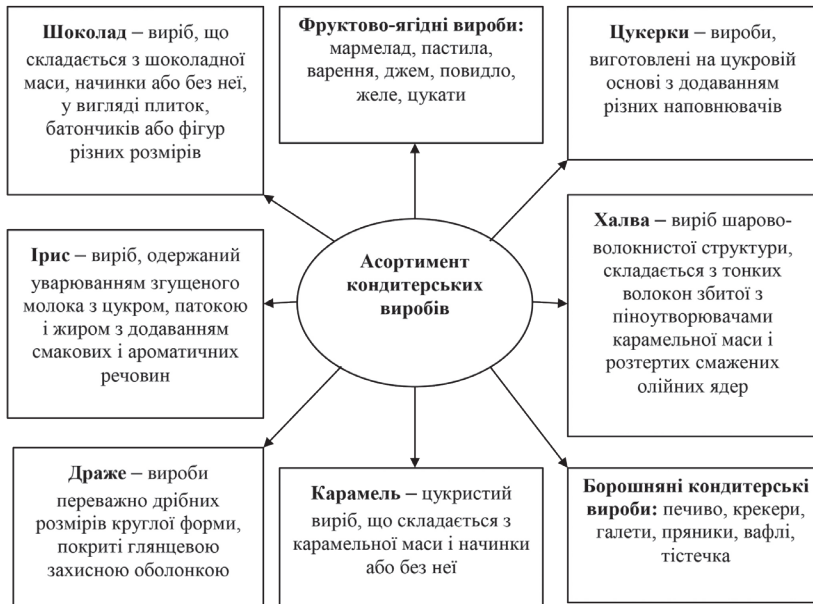 Шоколад – виріб, що
складається з шоколадної
маси, начинки або без неї,
у вигляді плиток,
батончиків або фігур
різних розмірів
Фруктово-ягідні вироби:
мармелад, пастила,
варення, джем, повидло,
желе, цукати
Цукерки – вироби,
виготовлені на цукровій
основі з додаванням
різних наповнювачів
Ірис – виріб, одержаний
уварюванням згущеного
молока з цукром, патокою
і жиром з додаванням
смакових і ароматичних
речовин
Асортимент
кондитерських
виробів
Халва – виріб шарово-
волокнистої структури,
складається з тонких
волокон збитої з
піноутворювачами
карамельної маси і
розтертих смажених
олійних ядер
Драже – вироби
переважно дрібних
розмірів круглої форми,
покриті глянцевою
захисною оболонкою
Карамель – цукристий
виріб, що складається з
карамельної маси і начинки
або без неї
Борошняні кондитерські
вироби: печиво, крекери,
галети, пряники, вафлі,
тістечка